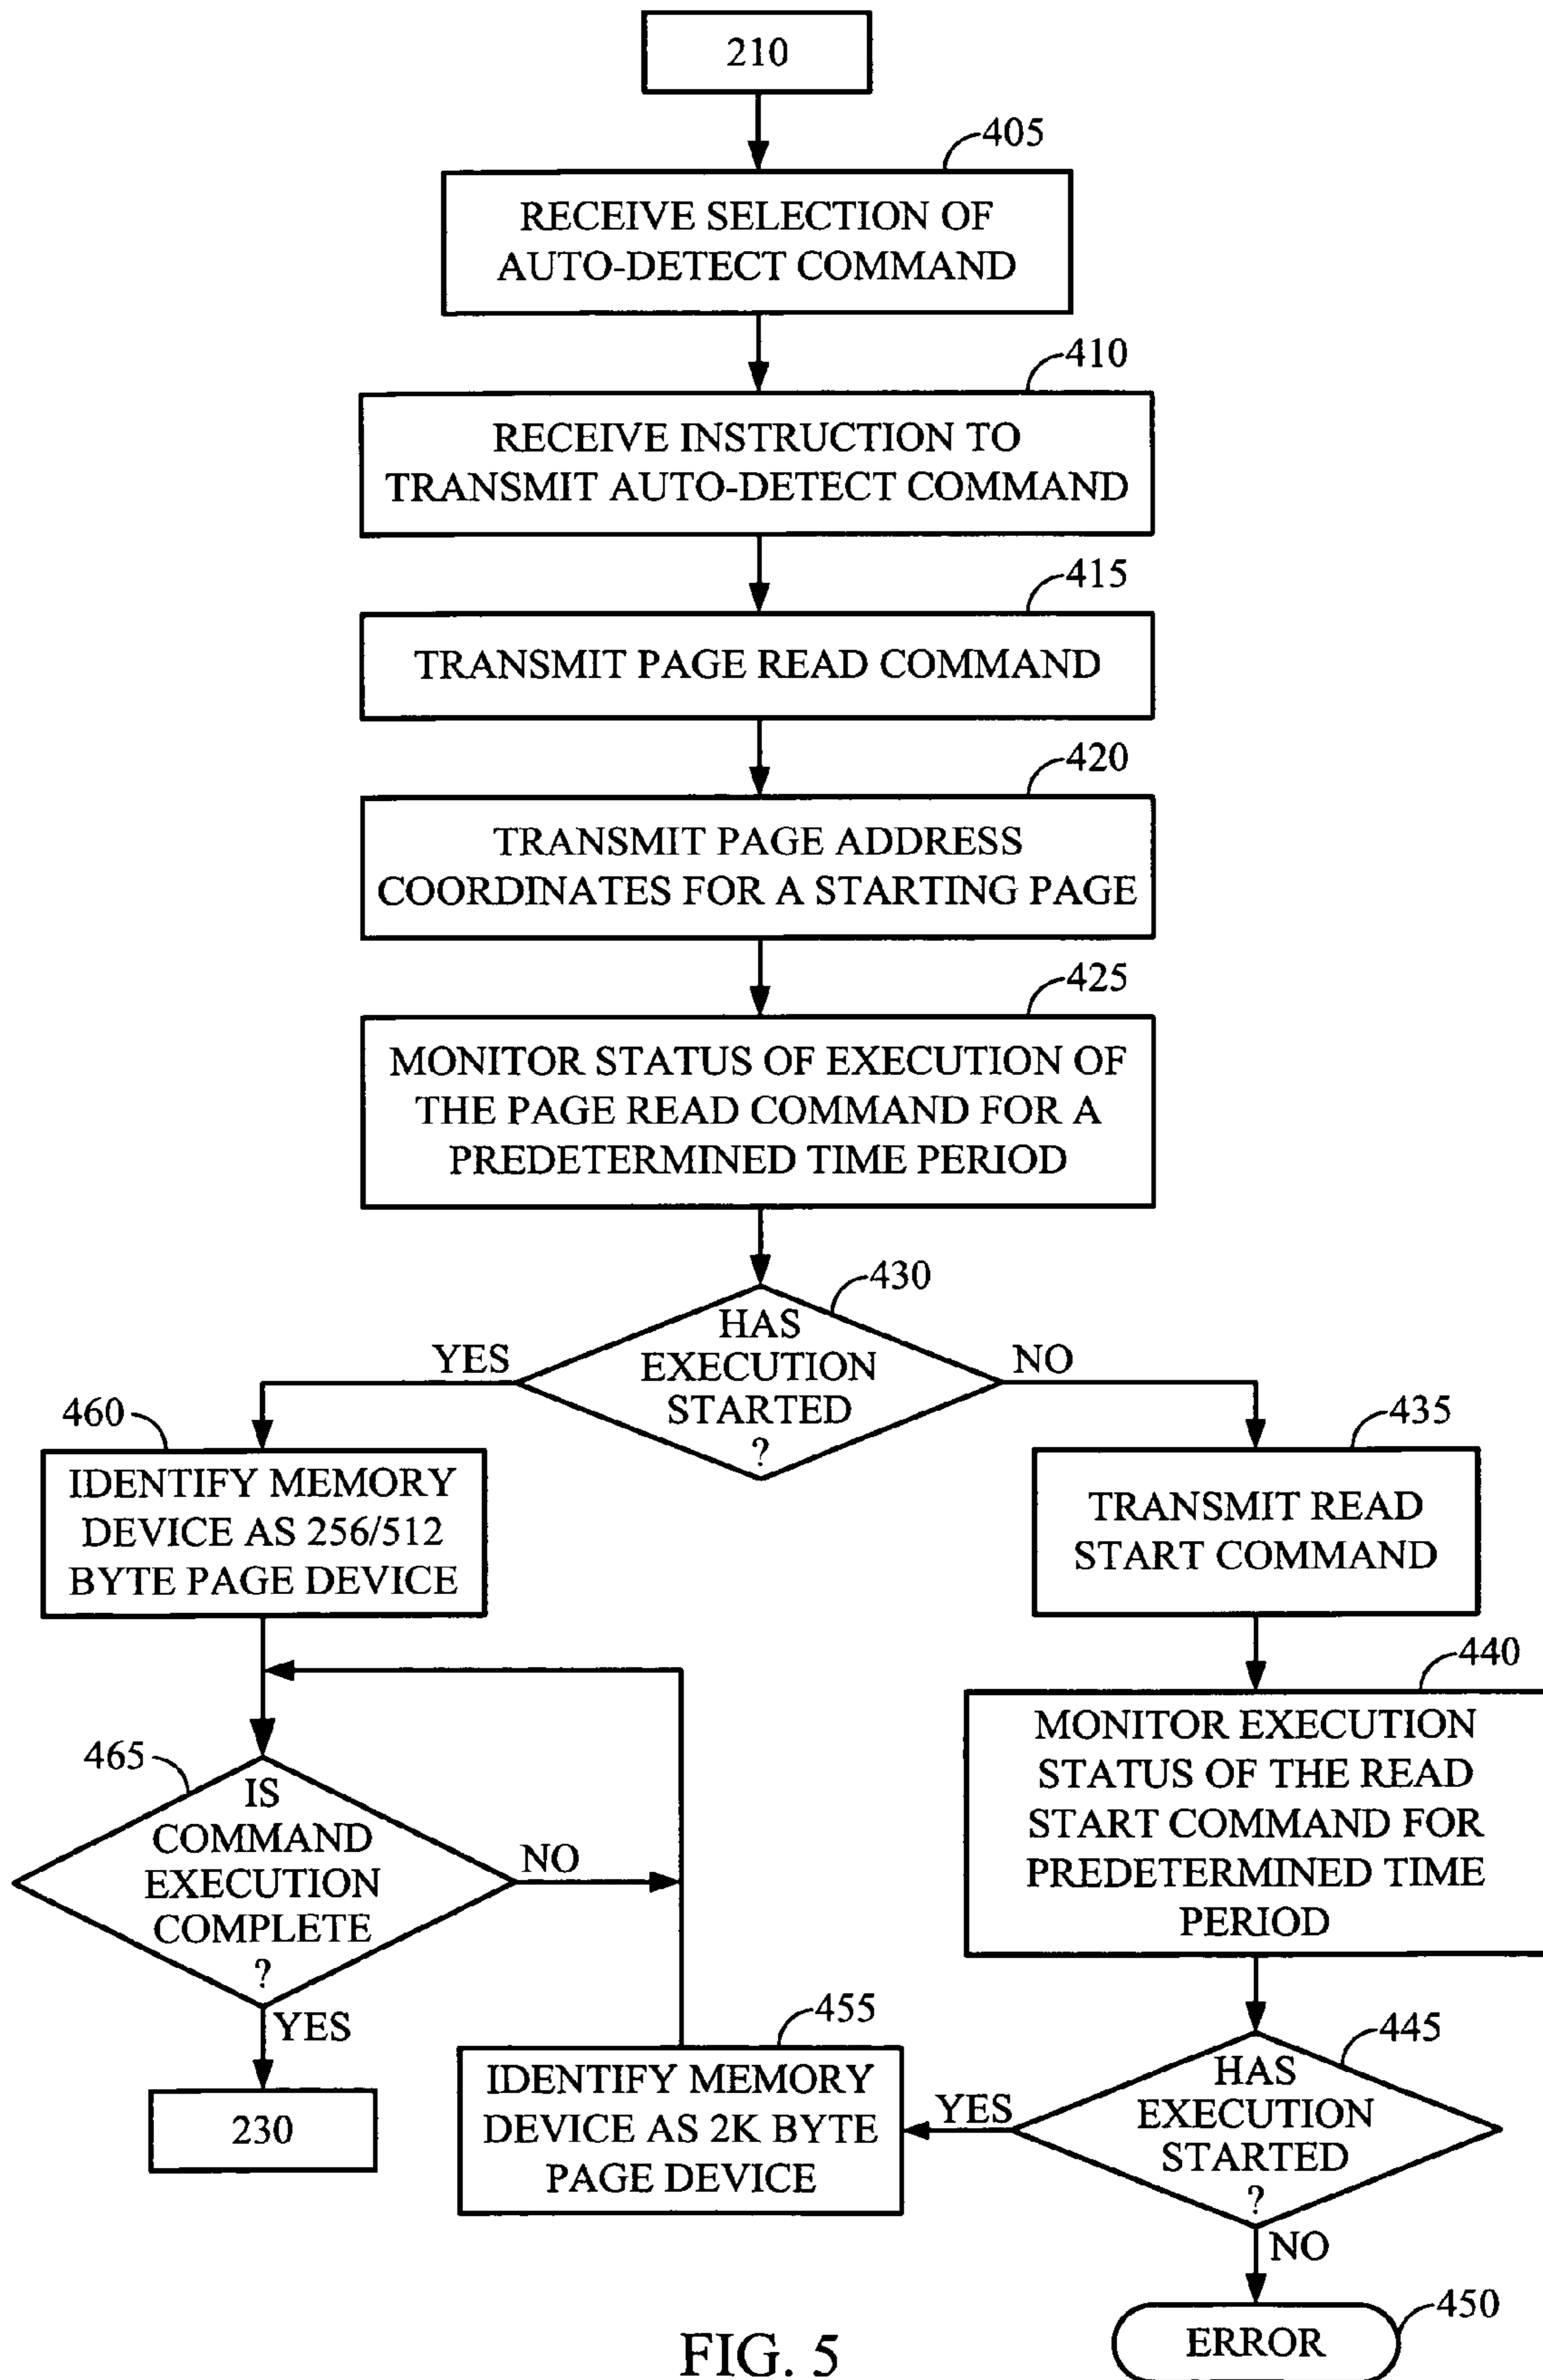 210
405
RECEIVE SELECTION OF
AUTO-DETECT COMMAND
410
RECEIVE INSTRUCTION TO
TRANSMIT AUTO-DETECT COMMAND
415
TRANSMIT PAGE READ COMMAND
420
TRANSMIT PAGE ADDRESS
COORDINATES FOR A STARTING PAGE
425
MONITOR STATUS OF EXECUTION OF
THE PAGE READ COMMAND FOR A
PREDETERMINED TIME PERIOD
430
HAS
EXECUTION
STARTED
?
YES
NO
460
IDENTIFY MEMORY
DEVICE AS 256/512
BYTE PAGE DEVICE
435
TRANSMIT READ
START COMMAND
440
MONITOR EXECUTION
STATUS OF THE READ
START COMMAND FOR
PREDETERMINED TIME
PERIOD
465
IS
COMMAND
EXECUTION
COMPLETE
?
NO
YES
230
455
IDENTIFY MEMORY
DEVICE AS 2K BYTE
PAGE DEVICE
445
HAS
EXECUTION
STARTED
?
YES
NO
450
ERROR
FIG. 5